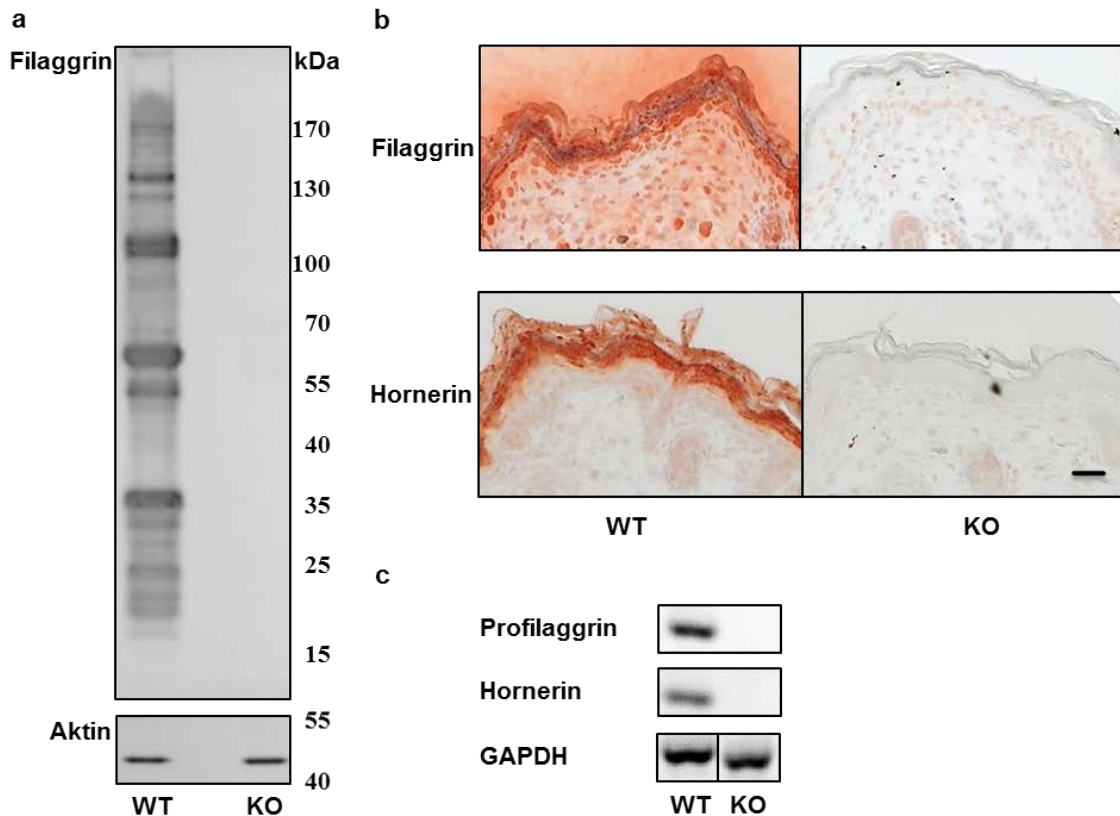 a
Filaggrin
kDa
170
130
100
70
55
40
35
25
15
Aktin
55
40
WT KO
b
Filaggrin
Hornerin
WT KO
c
Profilaggrin
Hornerin
GAPDH
WT KO